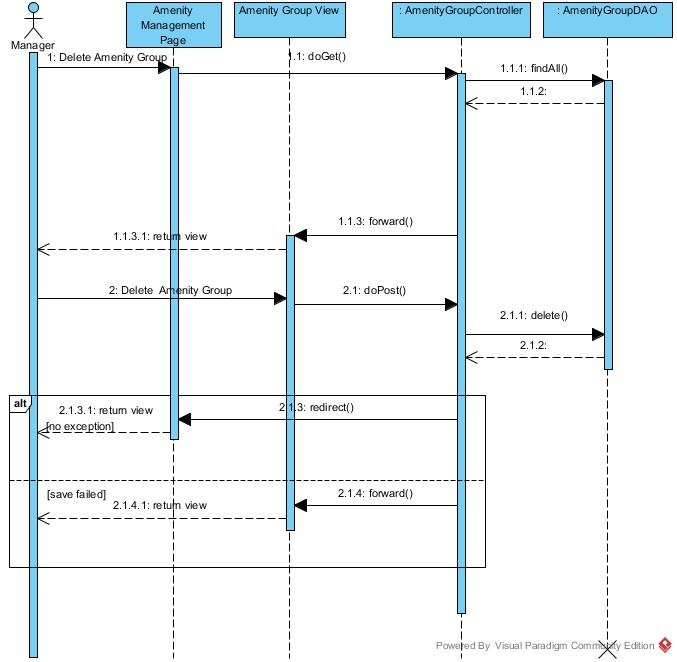 Manager
Amenity
Management
Page
Amenity Group View
: AmenityGroupController
: AmenityGroupDAO
1: Delete Amenity Group
1.1: doGet()
1.1.1: findAll()
1.1.2:
1.1.3: forward()
1.1.3.1: return view
2: Delete Amenity Group
2.1: doPost()
2.1.1: delete()
2.1.2:
alt
2.1.3: redirect()
2.1.3.1: return view
[no exception]
[save failed]
2.1.4: forward()
2.1.4.1: return view
Powered By Visual Paradigm Community Edition